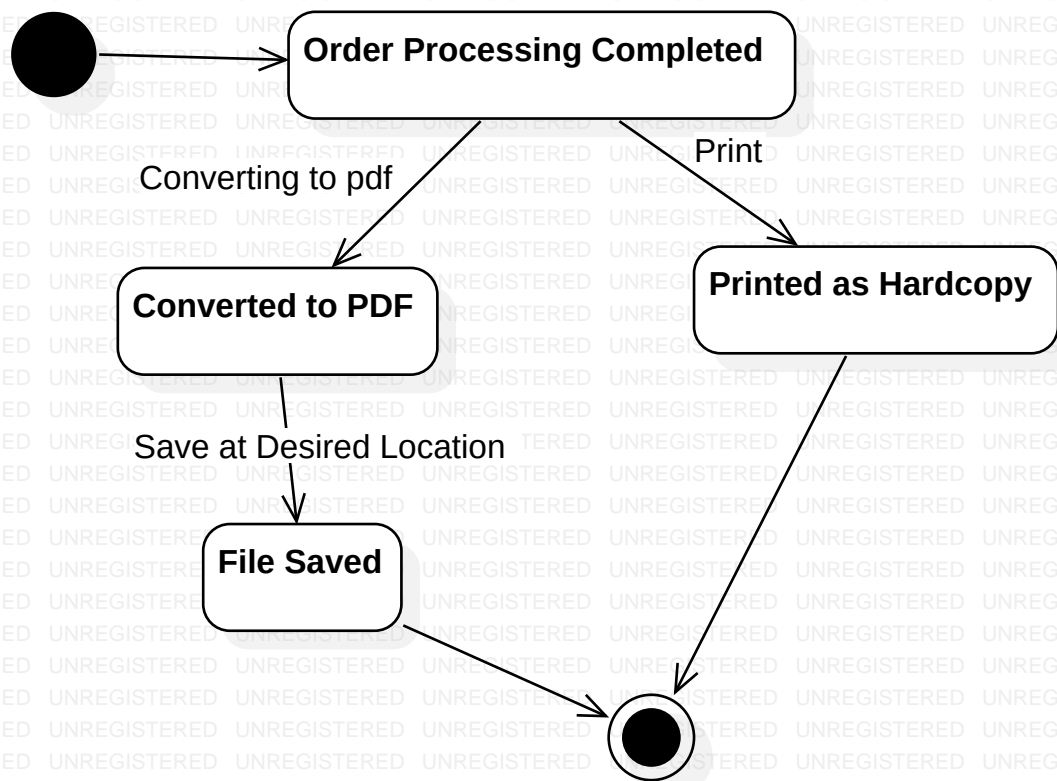 Order Processing Completed
Print
Converting to pdf
Printed as Hardcopy
Converted to PDF
Save at Desired Location
File Saved
UNREGISTERED